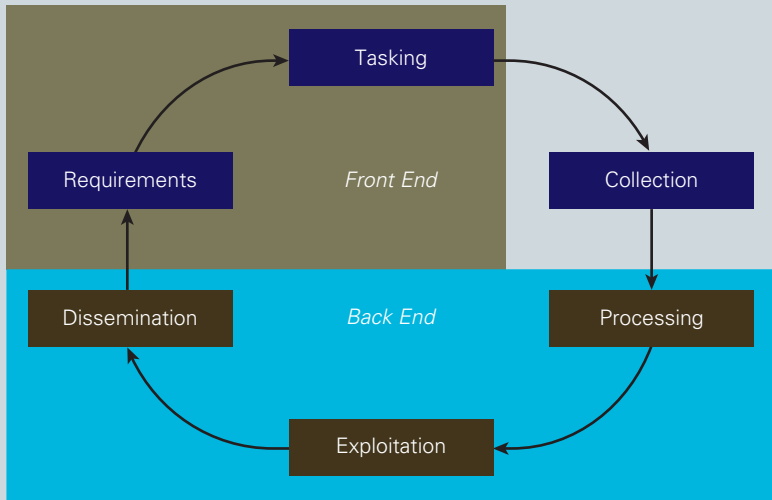 Tasking
Requirements
Front End
Collection
Dissemination
Back End
Processing
Exploitation